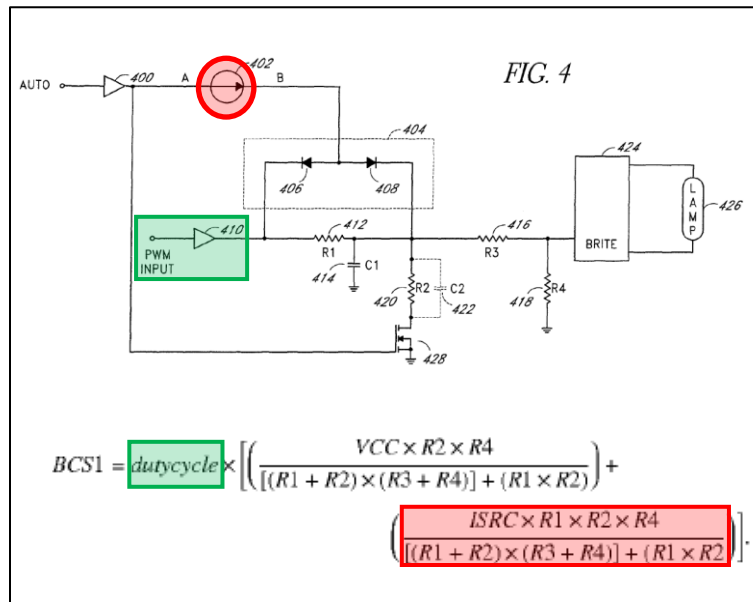 FIG. 4
AUTO
400
A
402
B
404
406
408
PWM
INPUT
410
412
R1
414
C1
416
R3
420
R2
C2
422
418
R4
428
424
BRITE
LAMP
426
BCS1 = dutycycle × [( VCC × R2 × R4 / [(R1 + R2) × (R3 + R4)] + (R1 × R2) ) +
( ISRC × R1 × R2 × R4 / [(R1 + R2) × (R3 + R4)] + (R1 × R2 )].